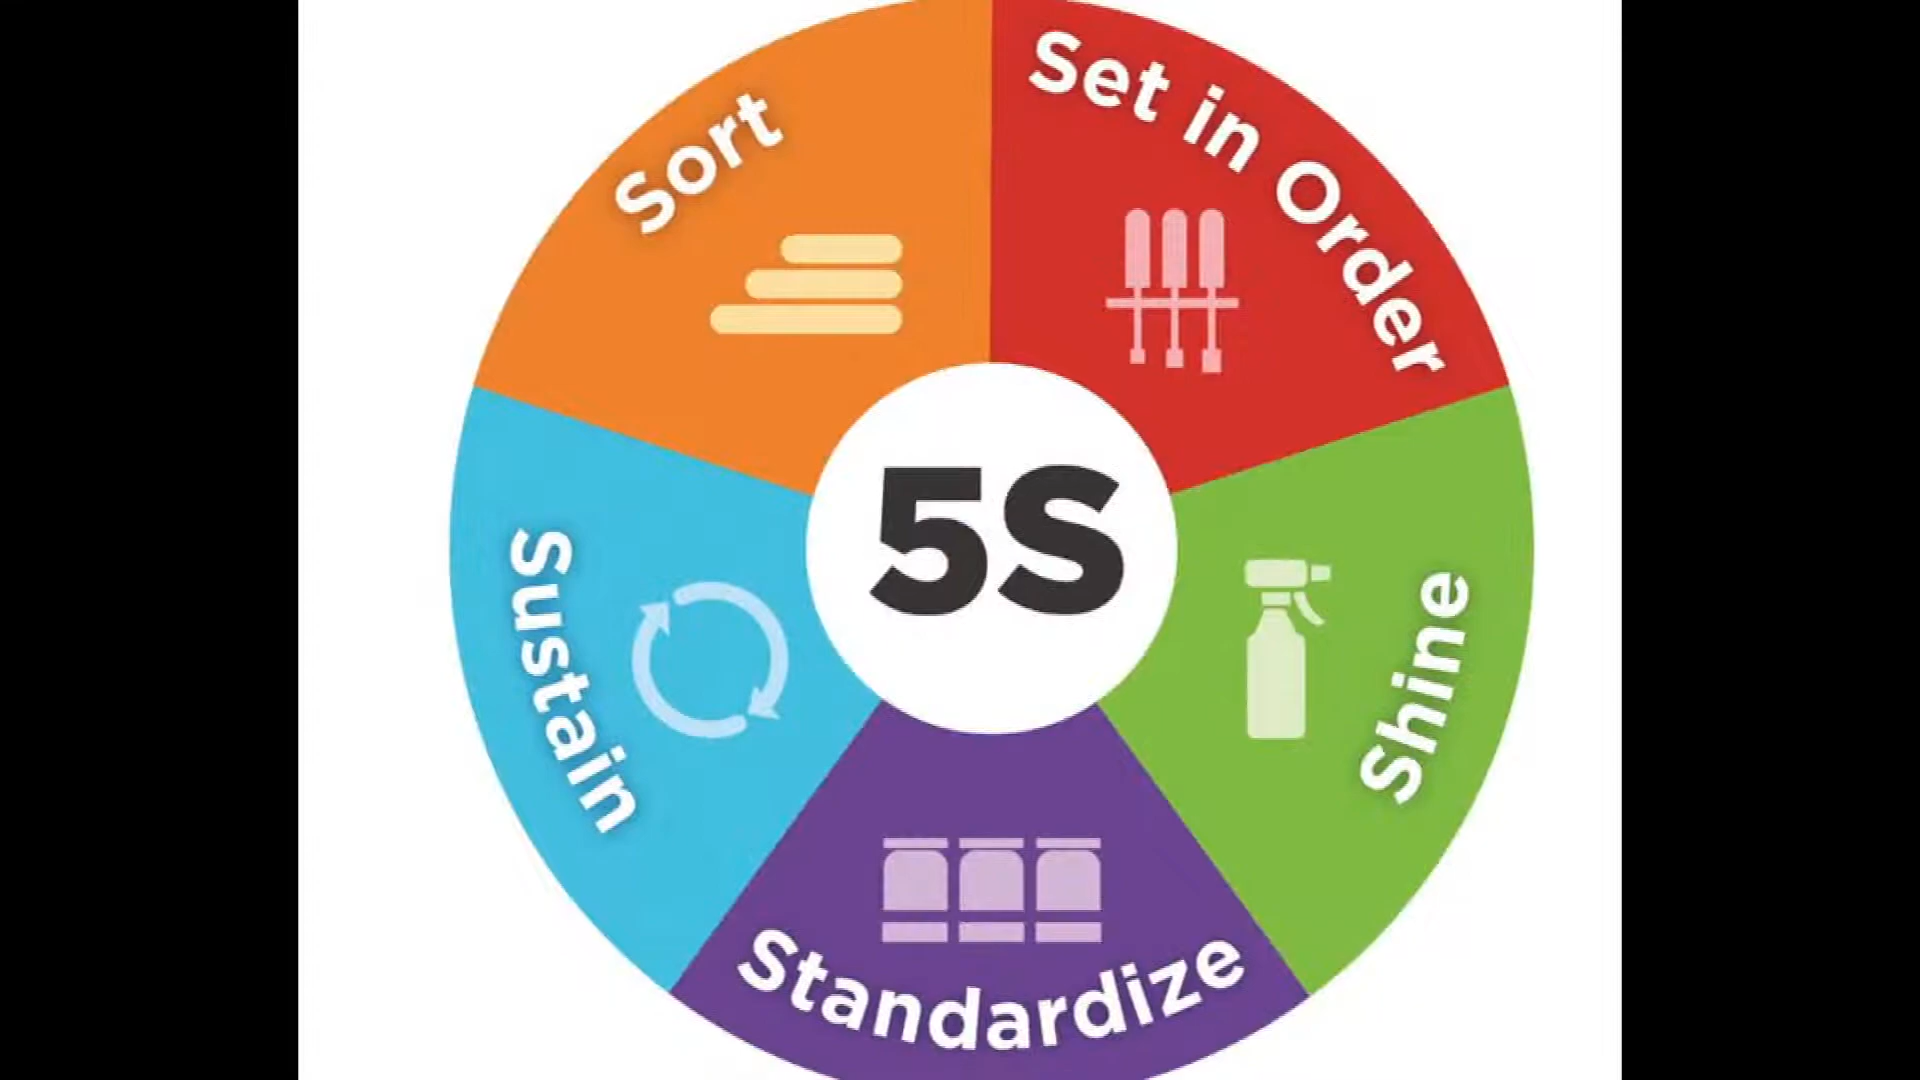 Sort
Set in Order
5S
Sustain
Shine
Standardize